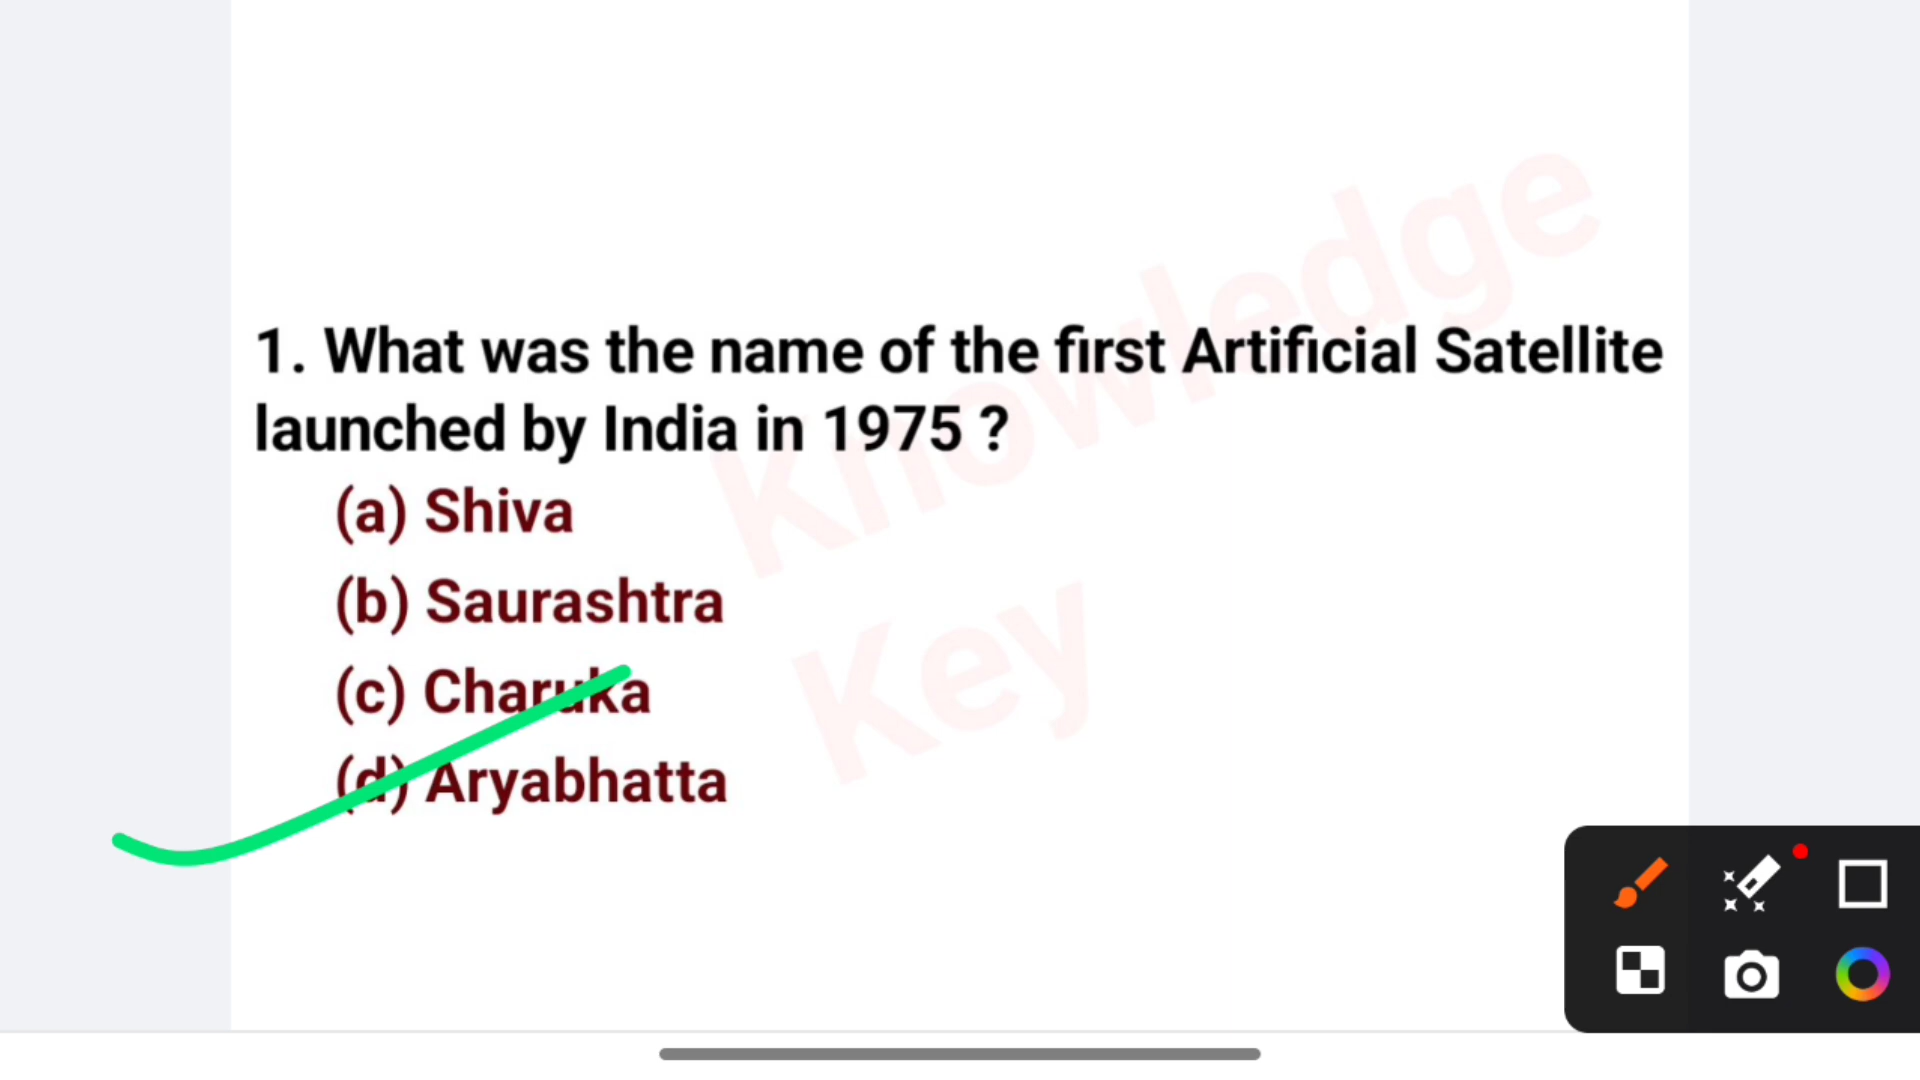 1. What was the name of the first Artificial Satellite
launched by India in 1975 ?
(a) Shiva
(b) Saurashtra
(c) Charuka
(d) Aryabhatta
Knowledge
Key